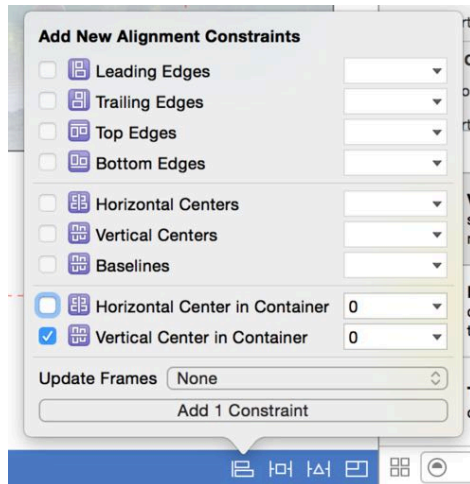 Add New Alignment Constraints
Leading Edges
Trailing Edges
Top Edges
Bottom Edges
Horizontal Centers
Vertical Centers
Baselines
Horizontal Center in Container 0
Vertical Center in Container 0
Update Frames None
Add 1 Constraint